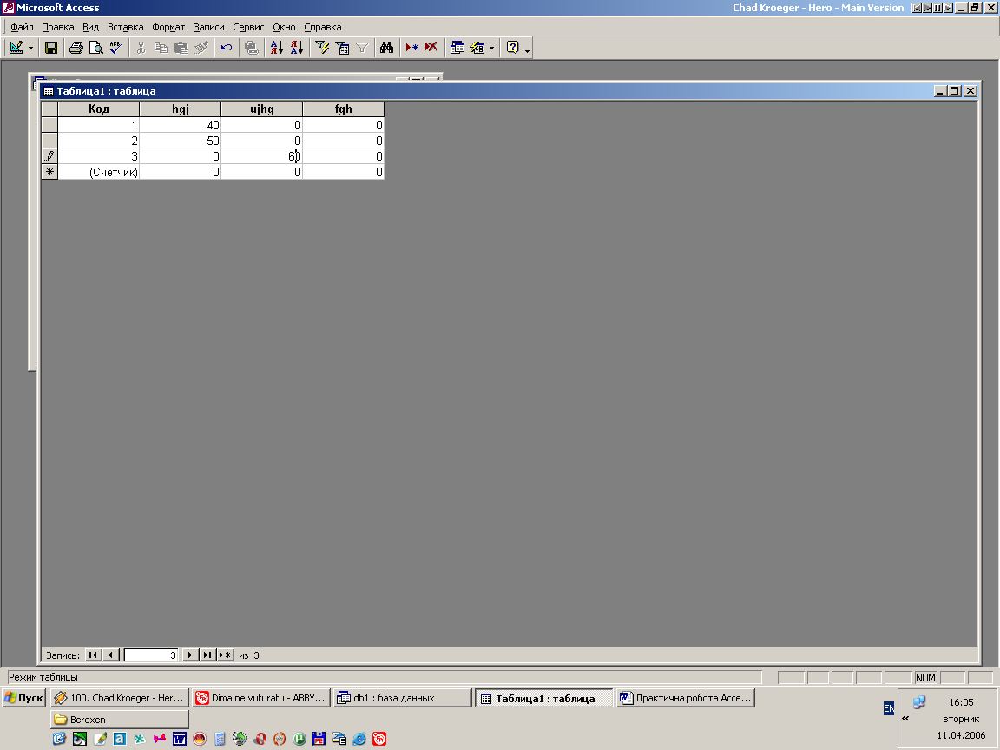 Microsoft Access
Chad Kroeger - Hero - Main Version
Файл Правка Вид Вставка Формат Записи Сервис Окно Справка
Таблица1 : таблица
Код hgj ujhg fgh
1 40 0 0
2 50 0 0
3 0 60 0
(Счетчик) 0 0 0
Запись: 3 из 3
Режим таблицы NUM
Пуск 100. Chad Kroeger - Her... Dima ne vuturatu - ABBY... db1 : база данных Таблица1 : таблица Практична робота Acce...
Berexen
EN
16:05
вторник
11.04.2006